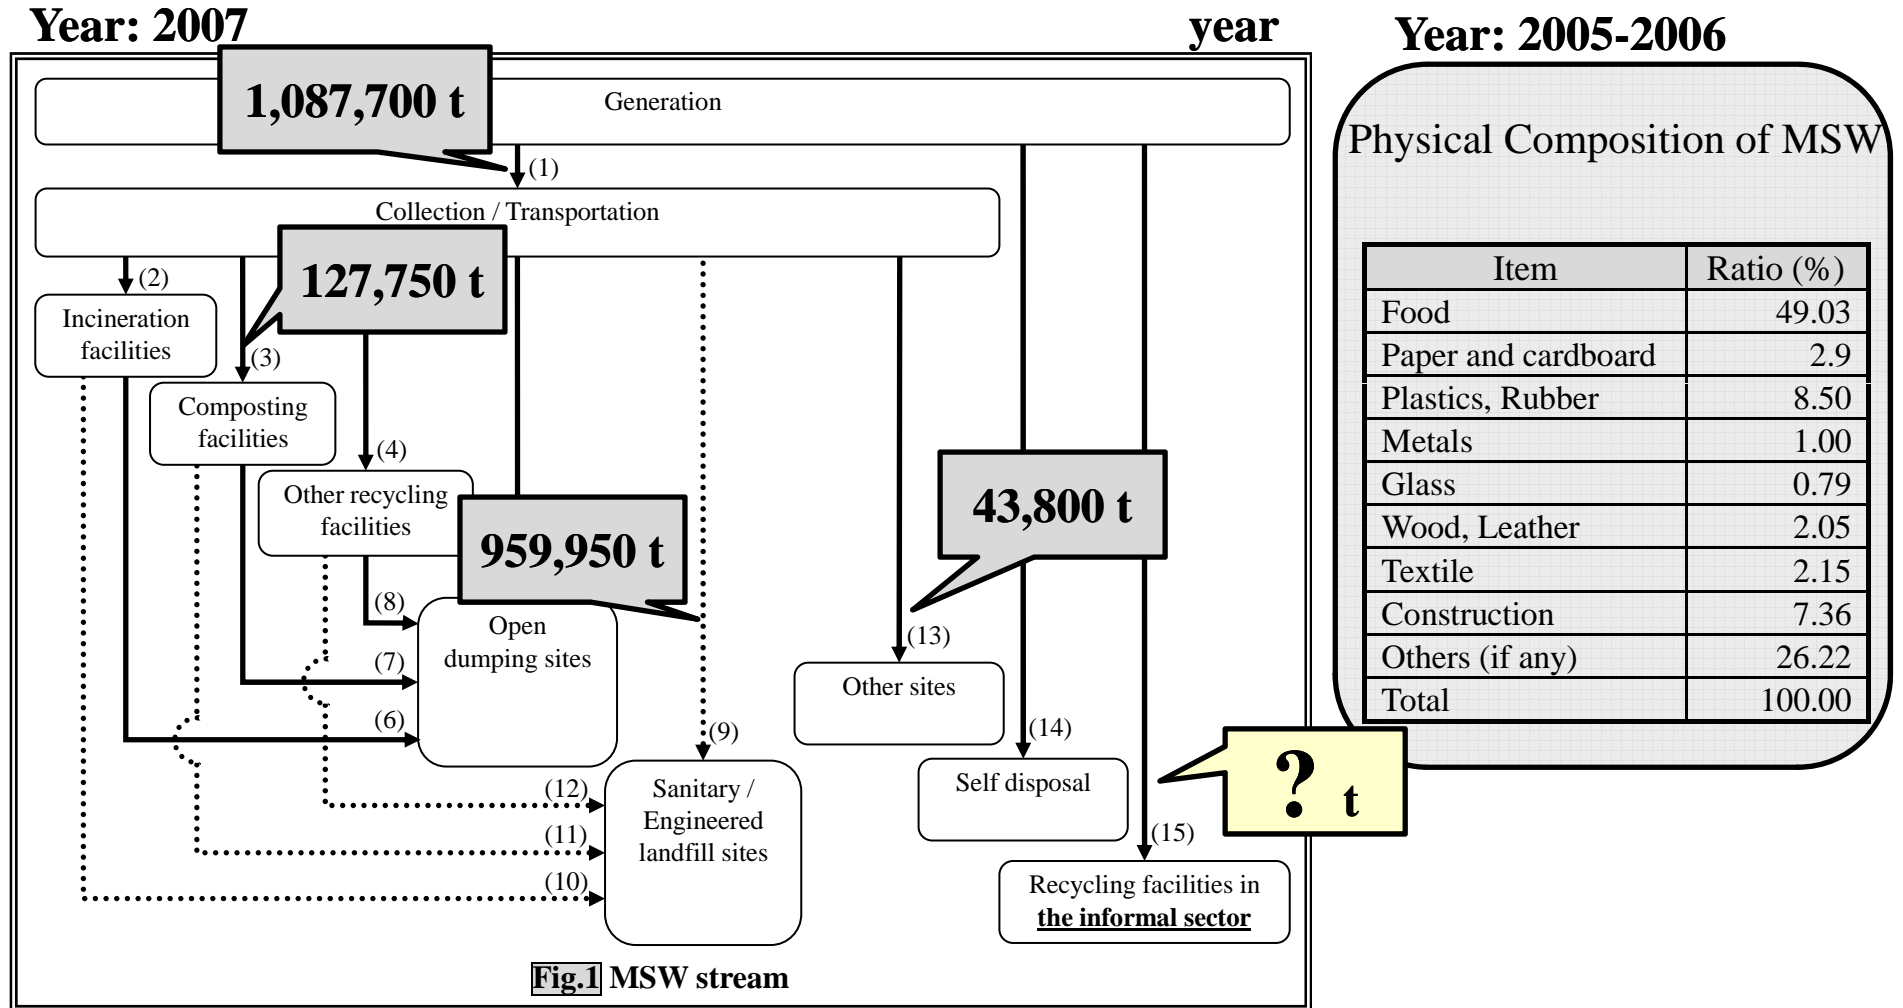 Year: 2007
year
Year: 2005-2006
1,087,700 t
Generation
(1)
Collection / Transportation
127,750 t
(2)
Incineration
facilities
(3)
Composting
facilities
(4)
Other recycling
facilities
959,950 t
43,800 t
(8)
Open
dumping sites
(7)
(6)
(13)
Other sites
(9)
(14)
Self disposal
(12)
Sanitary /
Engineered
landfill sites
(11)
(10)
? t
(15)
Recycling facilities in
the informal sector
Fig.1 MSW stream
Physical Composition of MSW
Item Ratio (%)
Food 49.03
Paper and cardboard 2.9
Plastics, Rubber 8.50
Metals 1.00
Glass 0.79
Wood, Leather 2.05
Textile 2.15
Construction 7.36
Others (if any) 26.22
Total 100.00